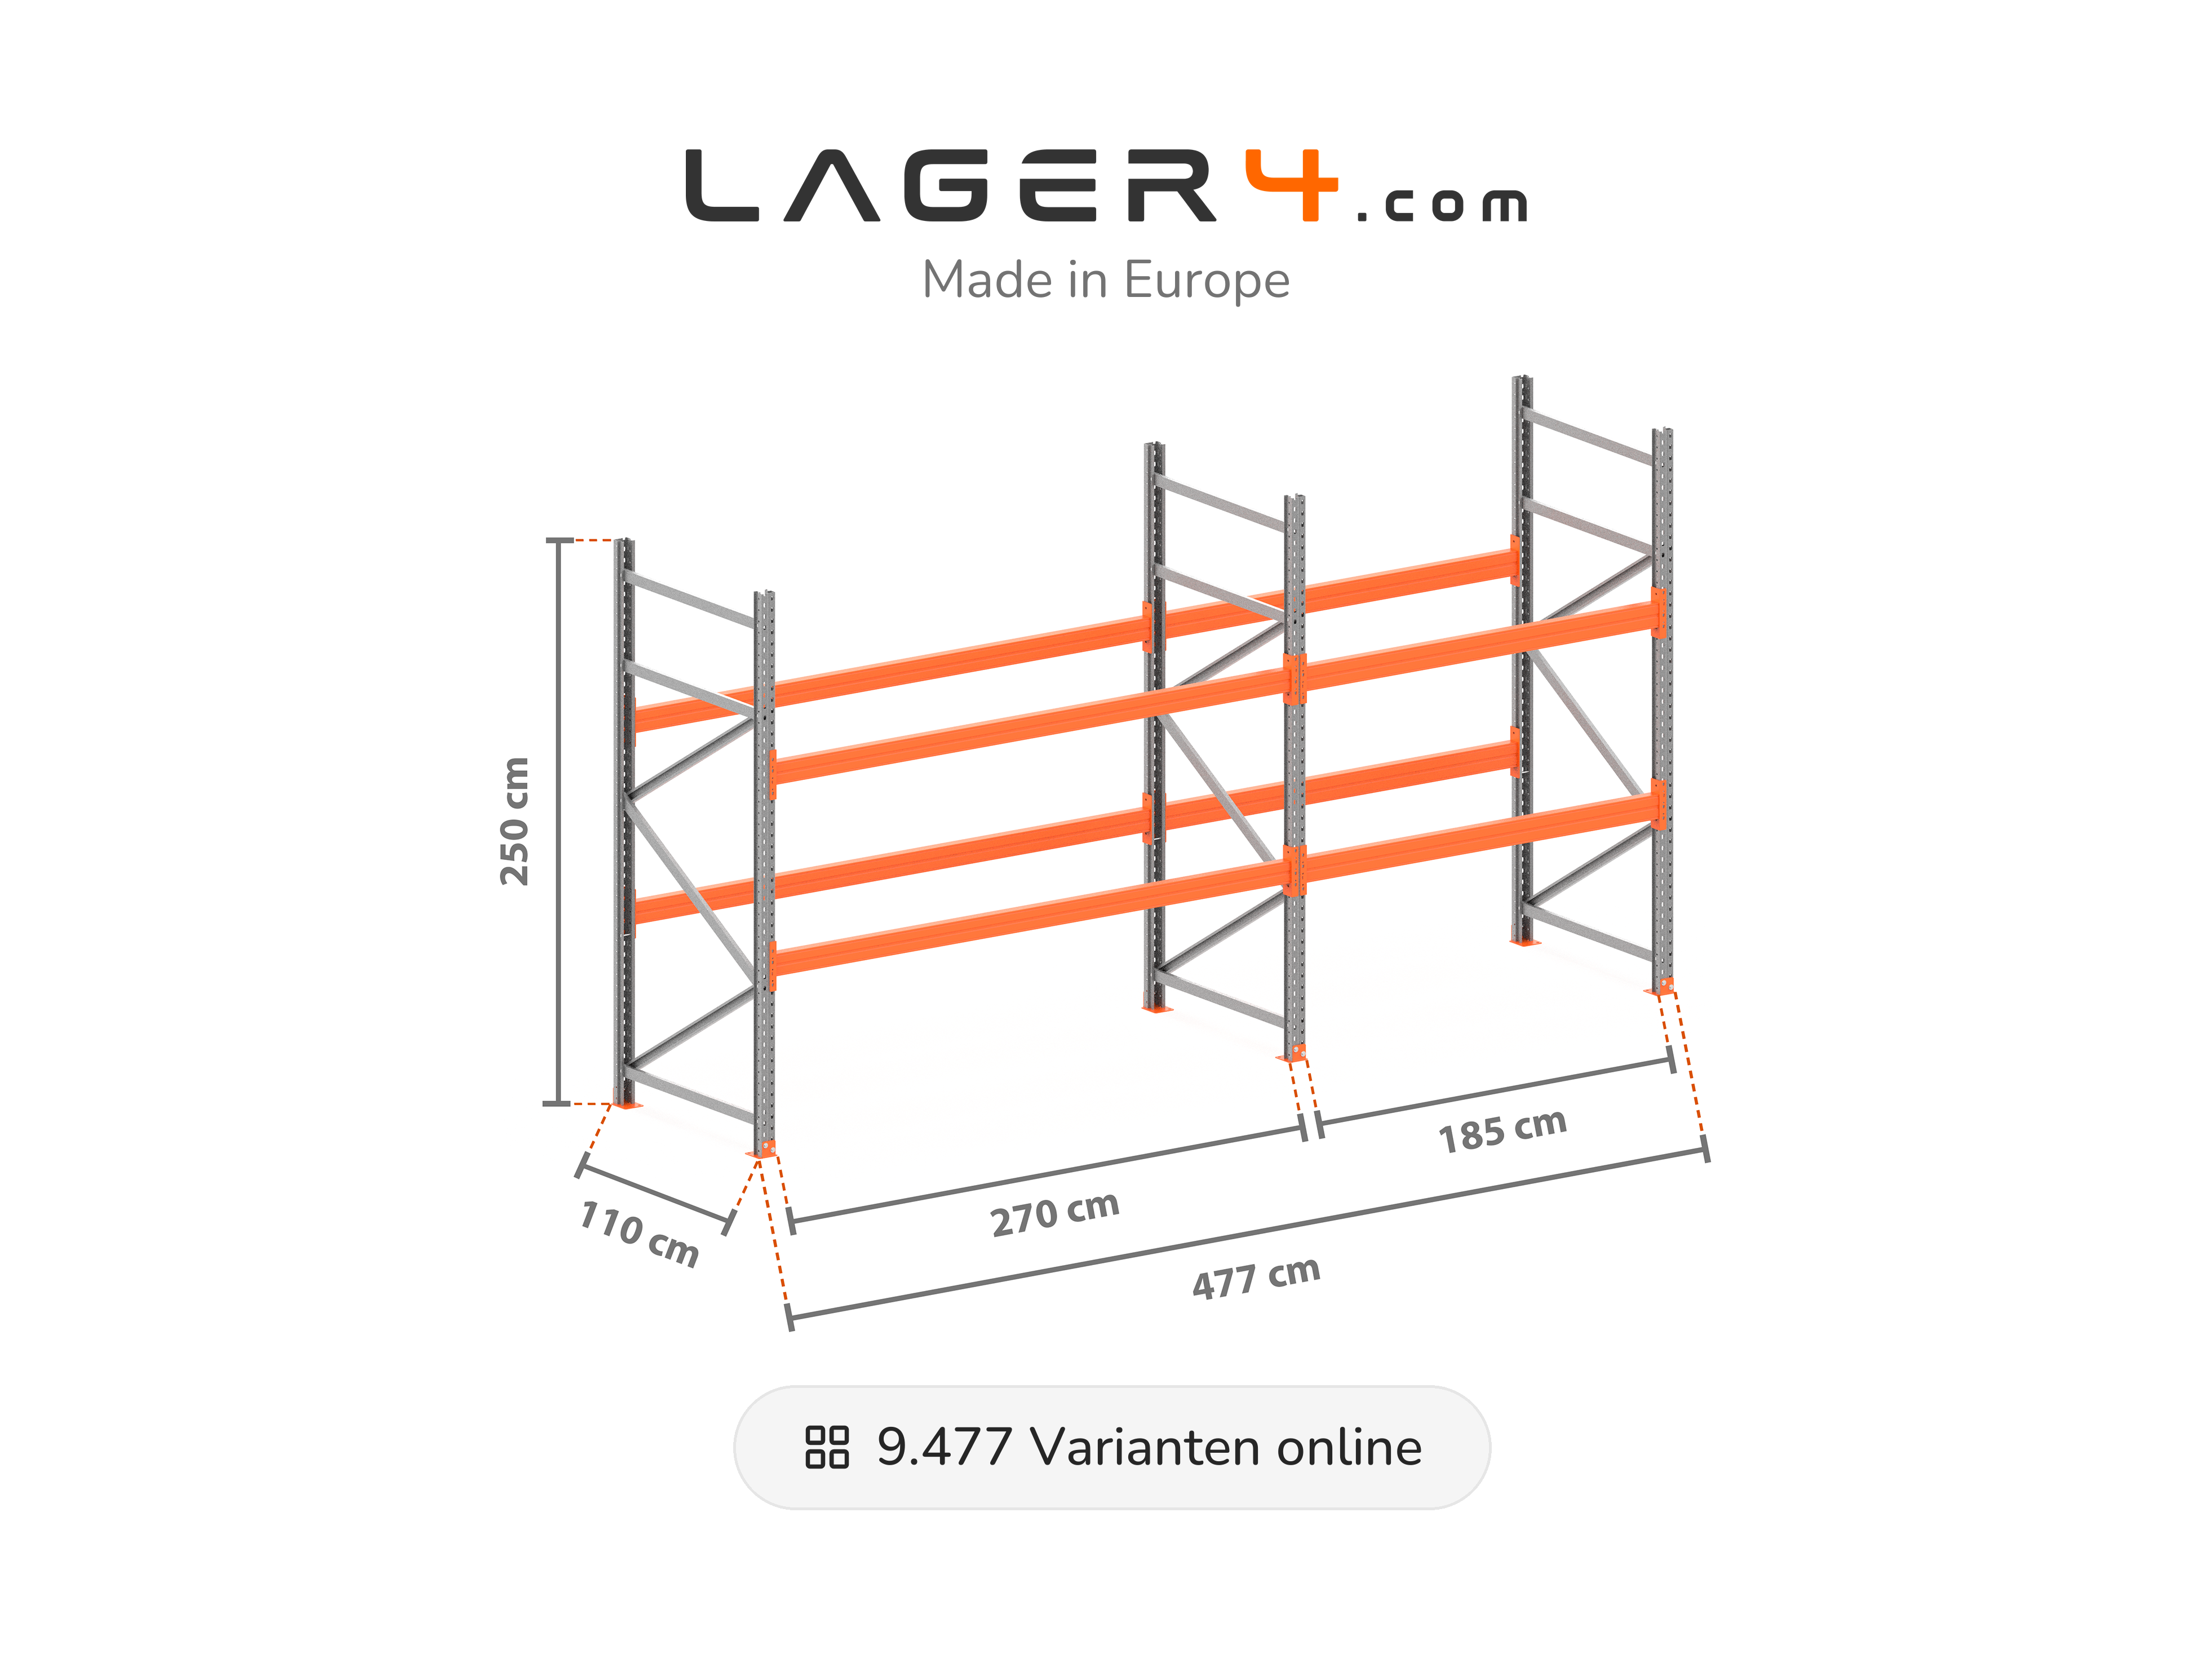 LAGER4.com
Made in Europe
250 cm
110 cm
270 cm
185 cm
477 cm
9.477 Varianten online